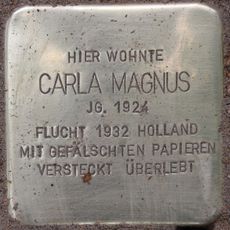 HIER WOHNTE
CARLA MAGNUS
JG. 1924
FLUCHT 1932 HOLLAND
MIT GEFÄLSCHTEN PAPIEREN
VERSTECKT ÜBERLEBT